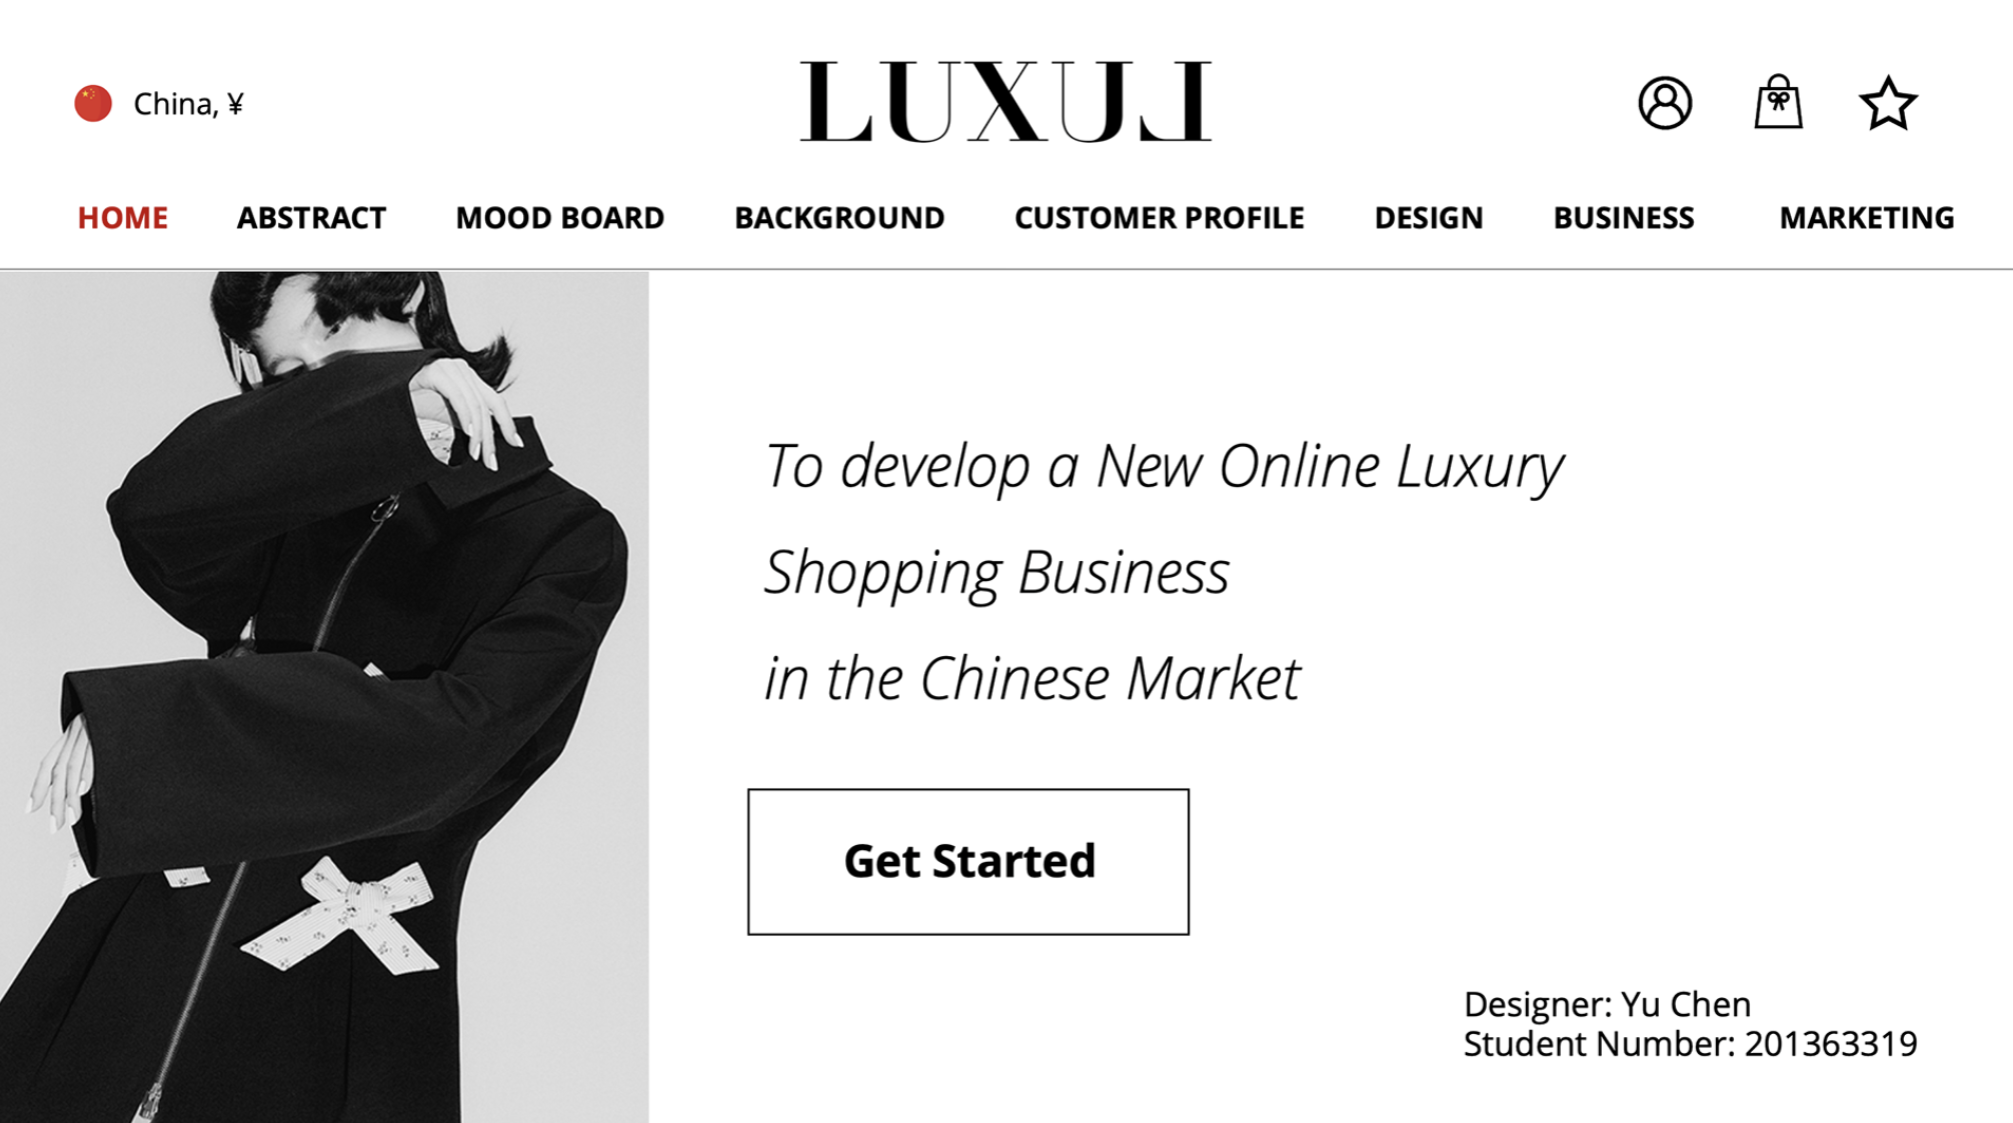 China, ¥
LUXUL
HOME ABSTRACT MOOD BOARD BACKGROUND CUSTOMER PROFILE DESIGN BUSINESS MARKETING
To develop a New Online Luxury
Shopping Business
in the Chinese Market
Get Started
Designer: Yu Chen
Student Number: 201363319